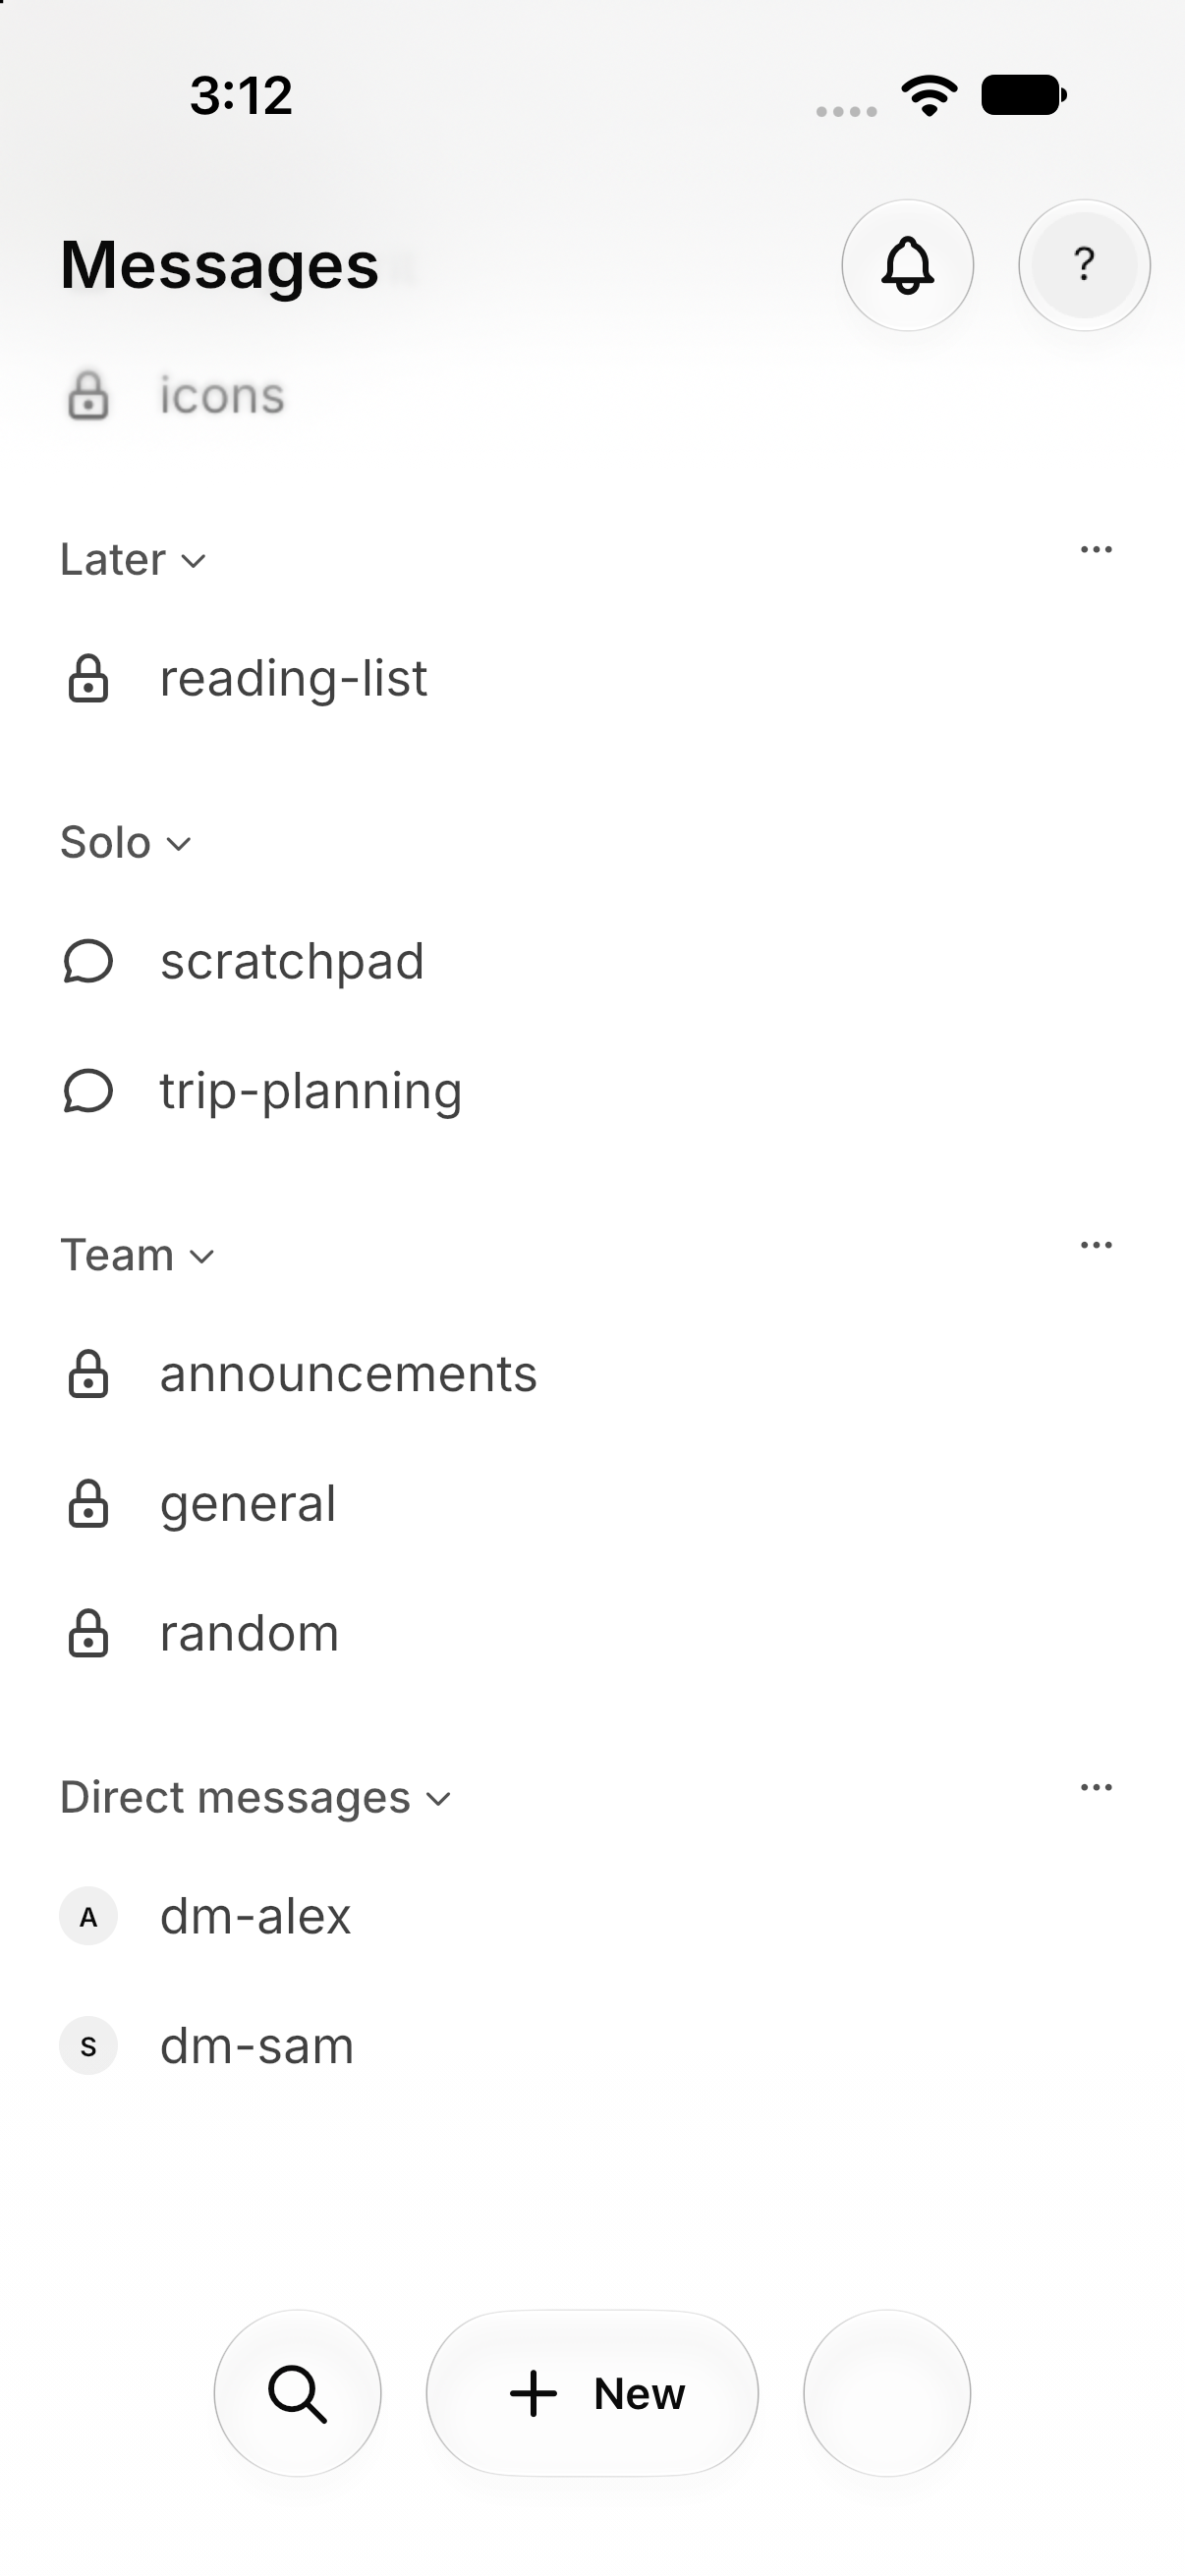 3:12
Messages
?
icons
Later
reading-list
Solo
scratchpad
trip-planning
Team
announcements
general
random
Direct messages
A dm-alex
S dm-sam
New